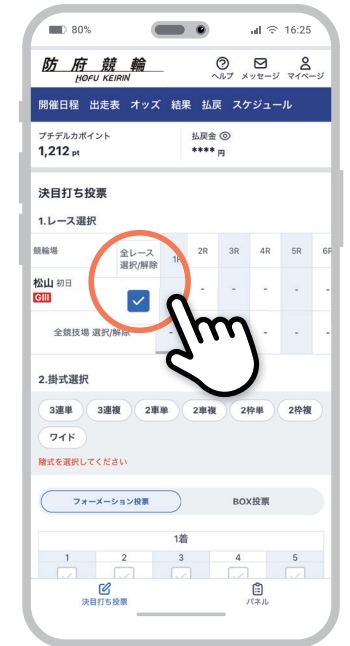 80% 16:25
防府競輪
HOFU KEIRIN
ヘルプ メッセージ マイページ
開催日程 出走表 オッズ 結果 払戻 スケジュール
プチデルカポイント 払戻金
1,212 pt **** 円
決目打ち投票
1.レース選択
競輪場 全レース 選択/解除 1R 2R 3R 4R 5R 6R
松山 初日 - - - - -
GIII
全競技場 選択/解除 - - - -
2.掛式選択
3連単 3連複 2車単 2車複 2枠単 2枠複
ワイド
賭式を選択してください
フォーメーション投票 BOX投票
1着
1 2 3 4 5
決目打ち投票 パネル